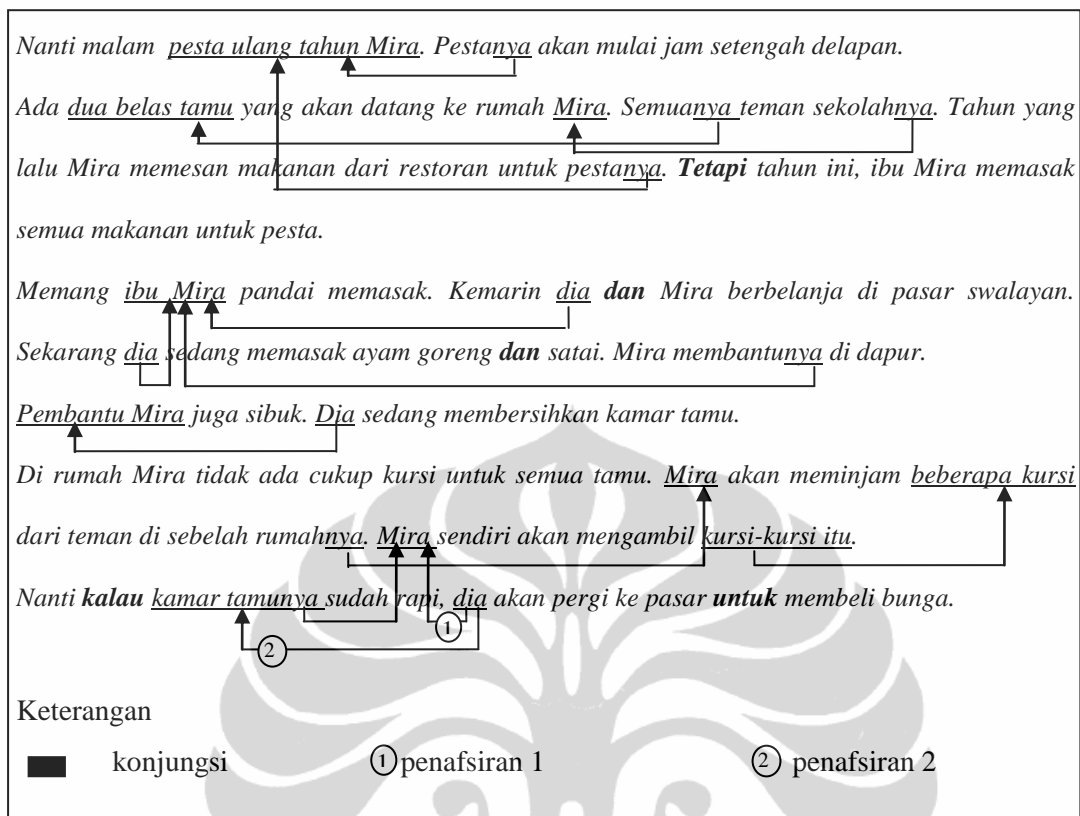 Nanti malam pesta ulang tahun Mira. Pestanya akan mulai jam setengah delapan.
Ada dua belas tamu yang akan datang ke rumah Mira. Semuanya teman sekolahnya. Tahun yang
lalu Mira memesan makanan dari restoran untuk pestanya. Tetapi tahun ini, ibu Mira memasak
semua makanan untuk pesta.
Memang ibu Mira pandai memasak. Kemarin dia dan Mira berbelanja di pasar swalayan.
Sekarang dia sedang memasak ayam goreng dan satai. Mira membantunya di dapur.
Pembantu Mira juga sibuk. Dia sedang membersihkan kamar tamu.
Di rumah Mira tidak ada cukup kursi untuk semua tamu. Mira akan meminjam beberapa kursi
dari teman di sebelah rumahnya. Mira sendiri akan mengambil kursi-kursi itu.
Nanti kalau kamar tamunya sudah rapi, dia akan pergi ke pasar untuk membeli bunga.
1
2
Keterangan
konjungsi 1 penafsiran 1 2 penafsiran 2